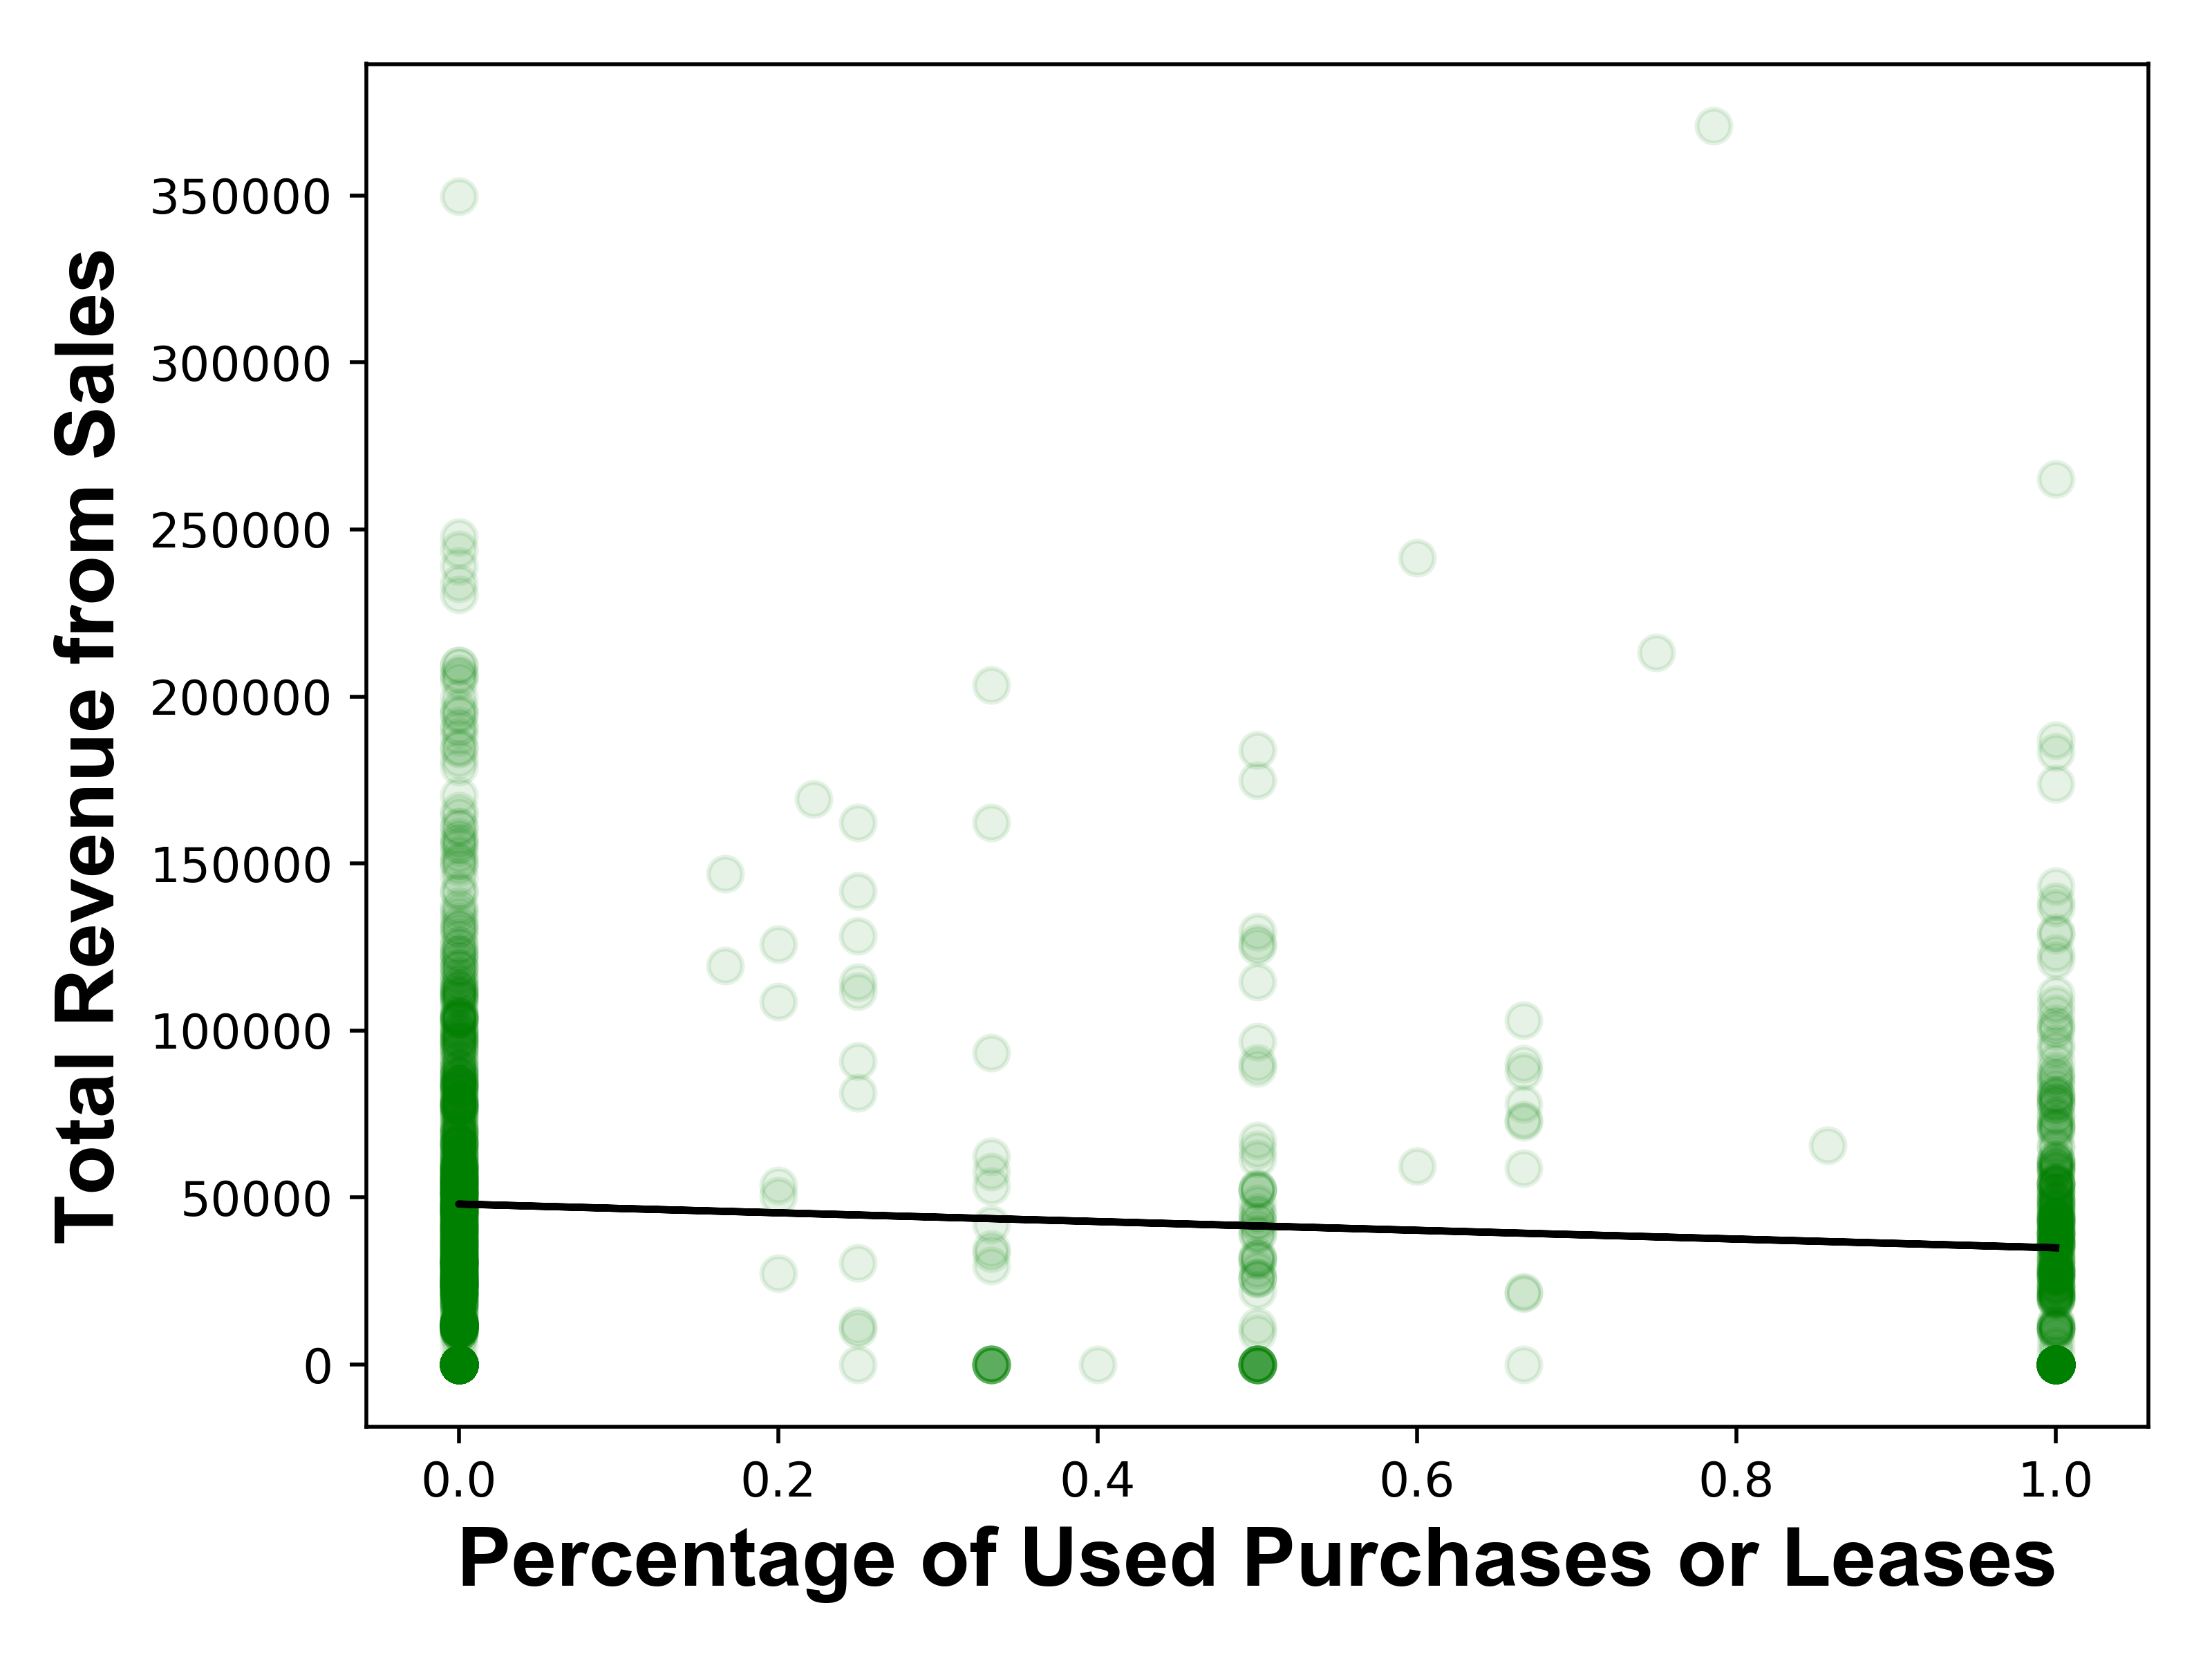 Total Revenue from Sales
350000
300000
250000
200000
150000
100000
50000
0
0.0 0.2 0.4 0.6 0.8 1.0
Percentage of Used Purchases or Leases